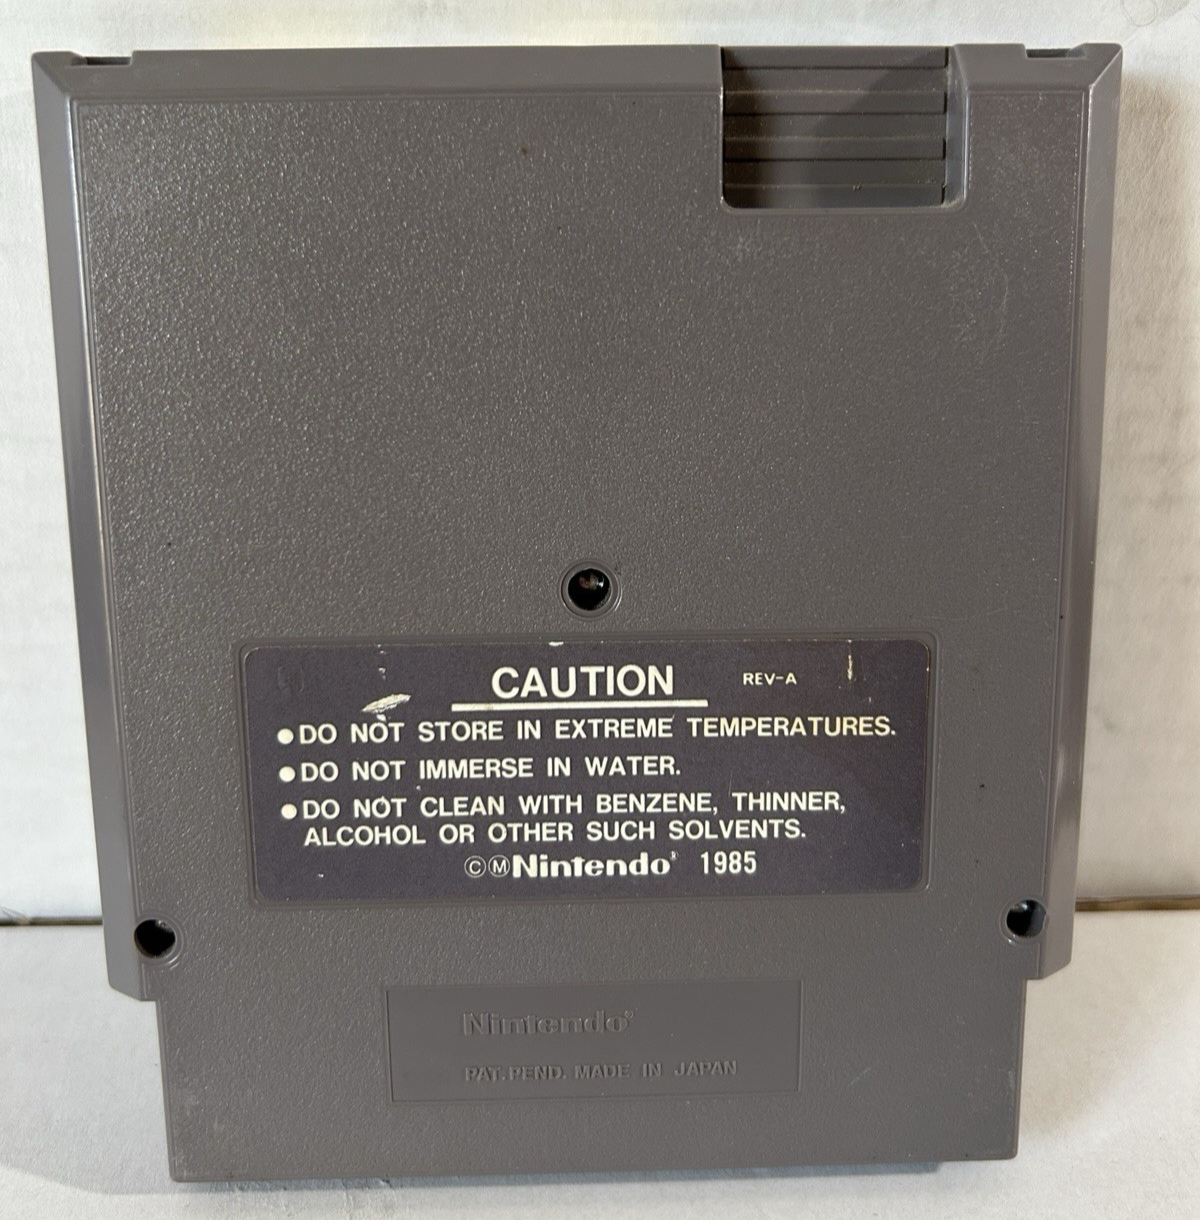 CAUTION REV-A
●DO NOT STORE IN EXTREME TEMPERATURES.
●DO NOT IMMERSE IN WATER.
●DO NOT CLEAN WITH BENZENE, THINNER,
ALCOHOL OR OTHER SUCH SOLVENTS.
ⒸⓂNintendo® 1985
Nintendo®
PAT. PEND. MADE IN JAPAN